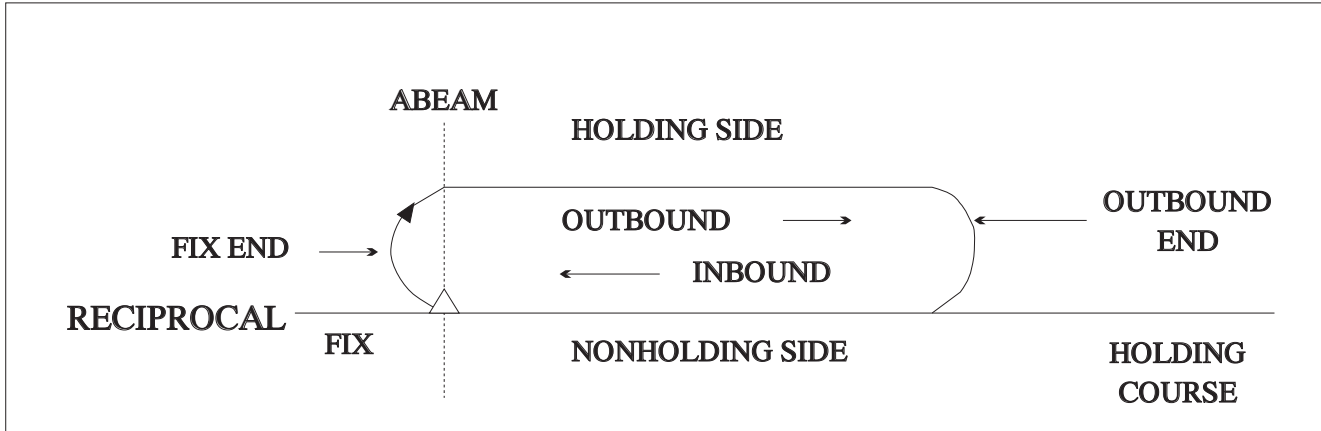 ABEAM
HOLDING SIDE
OUTBOUND
OUTBOUND
END
FIX END
INBOUND
RECIPROCAL
FIX
NONHOLDING SIDE
HOLDING
COURSE